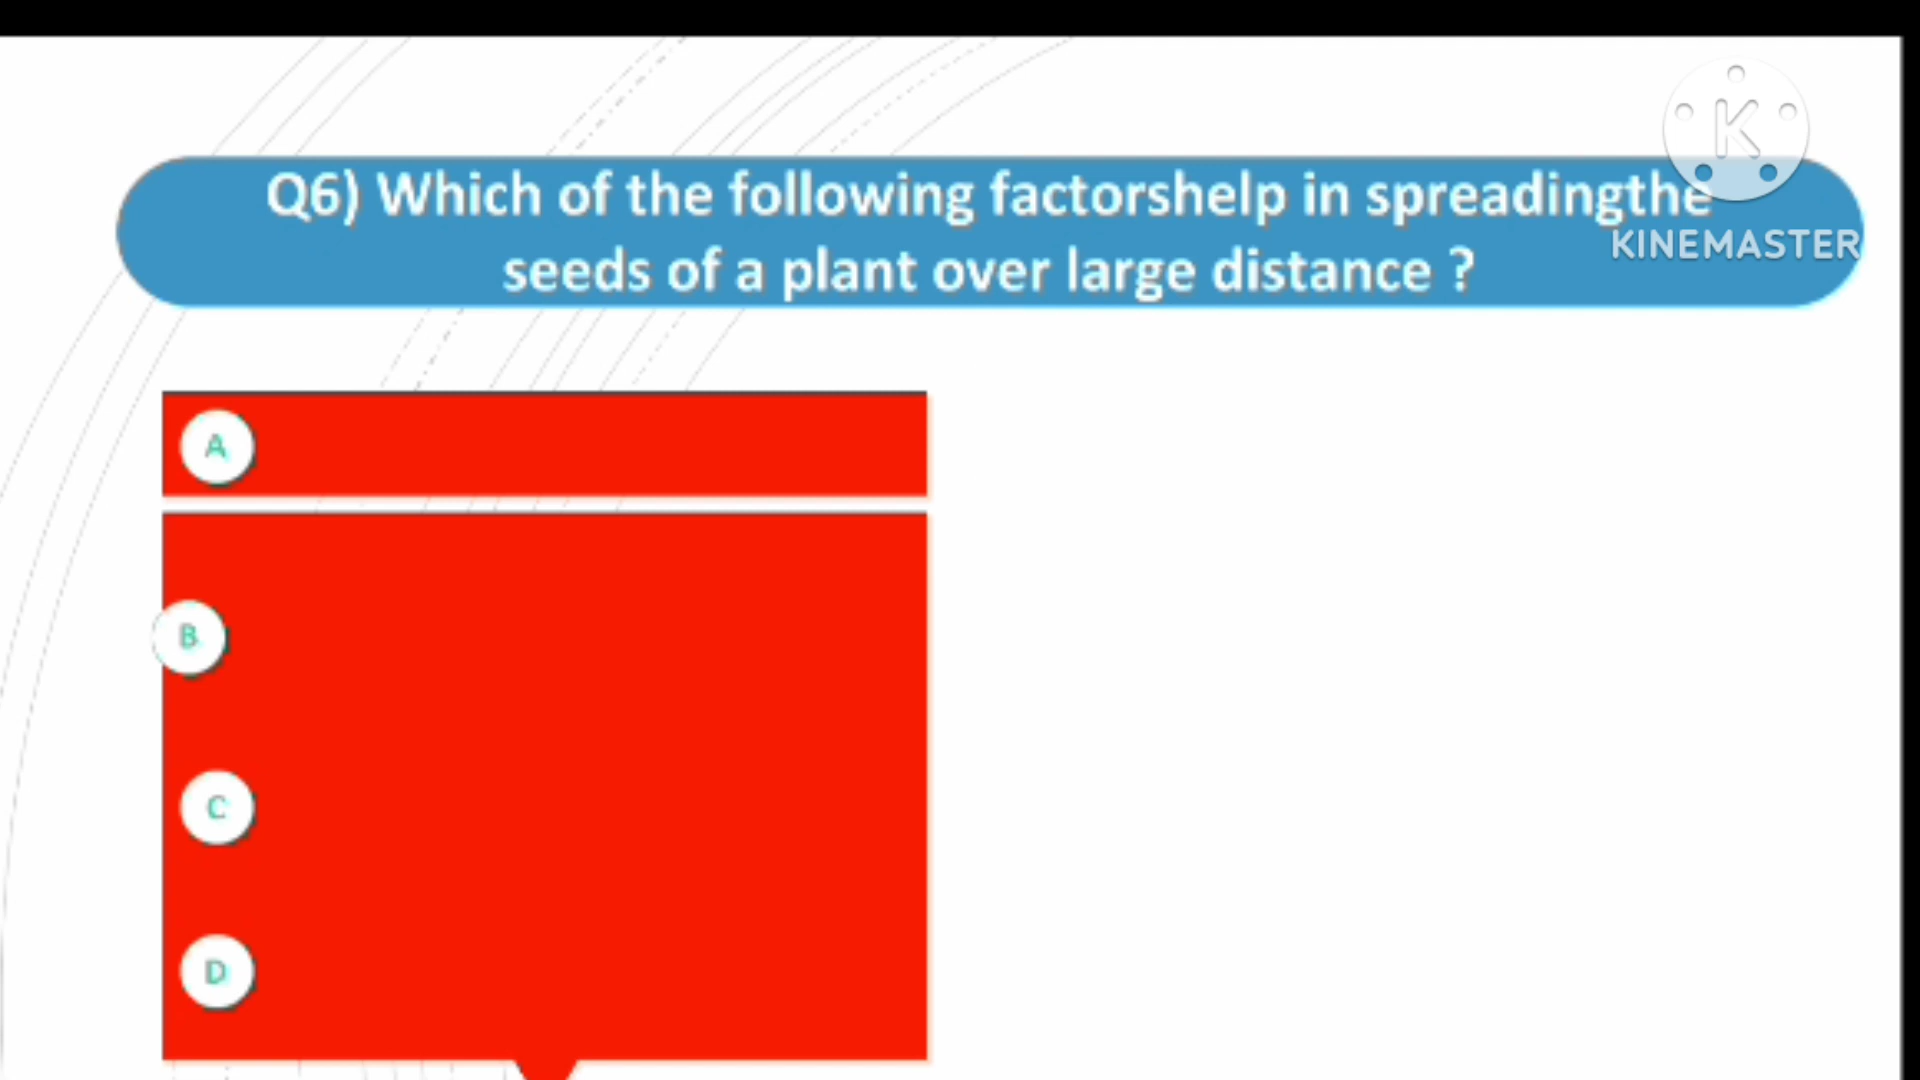 Q6) Which of the following factorshelp in spreadingthe
seeds of a plant over large distance ?
K
KINEMASTER
A
B
C
D